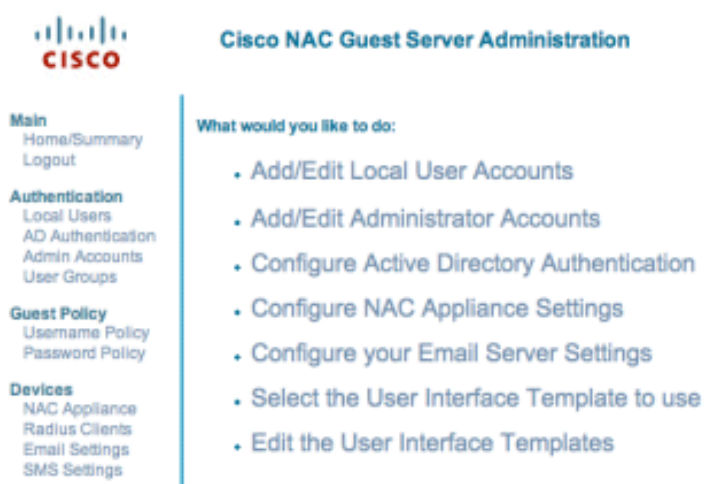 CISCO
Cisco NAC Guest Server Administration
Main
Home/Summary
Logout
Authentication
Local Users
AD Authentication
Admin Accounts
User Groups
Guest Policy
Username Policy
Password Policy
Devices
NAC Appliance
Radius Clients
Email Settings
SMS Settings
What would you like to do:
• Add/Edit Local User Accounts
• Add/Edit Administrator Accounts
• Configure Active Directory Authentication
• Configure NAC Appliance Settings
• Configure your Email Server Settings
• Select the User Interface Template to use
• Edit the User Interface Templates